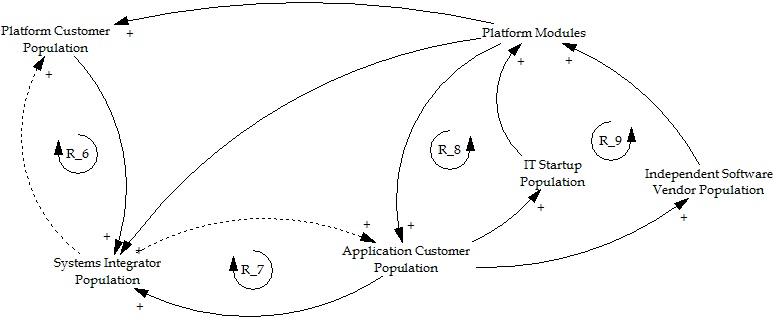 Platform Customer
Population
+
Platform Modules
+
+
+
R_6
R_8
R_9
IT Startup
Population
Independent Software
Vendor Population
+
+
+
+
+
+
Systems Integrator
Population
R_7
Application Customer
Population
+
+